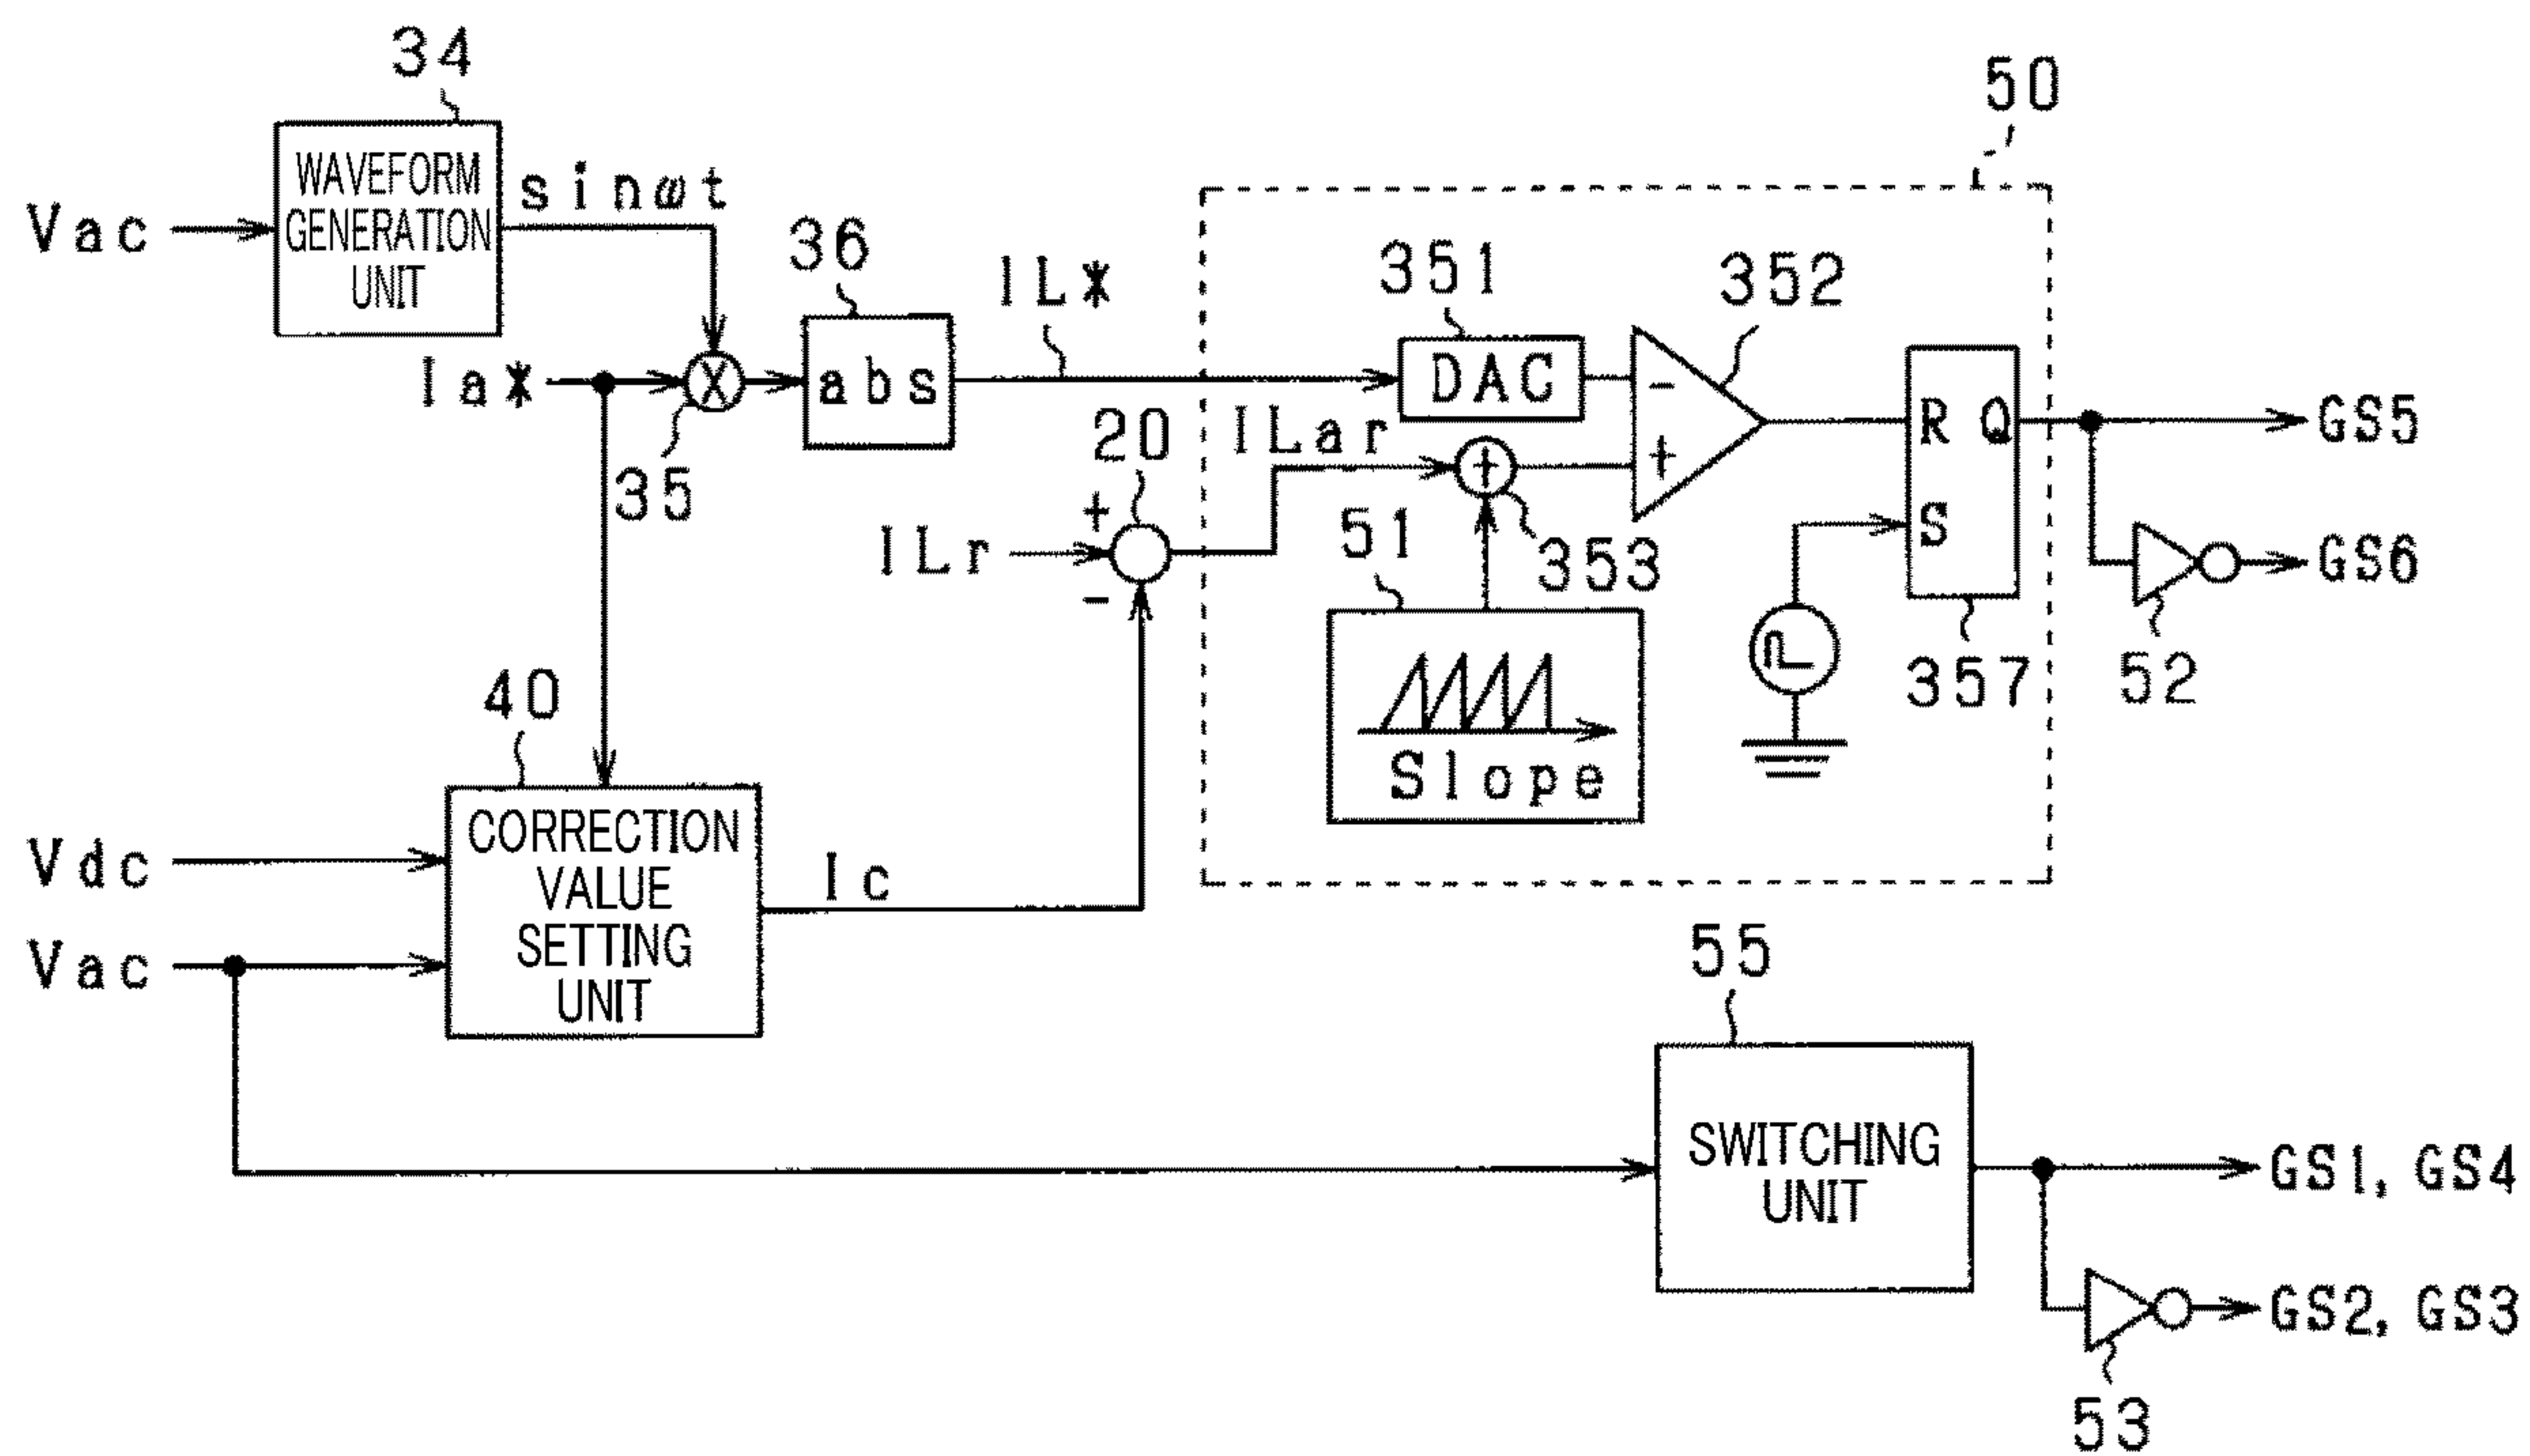 34
50
WAVEFORM
GENERATION
UNIT
Vac
sinωt
36
IL*
351
352
Ia*
abs
DAC
-
R Q
GS5
35
20
ILar
+
+
S
+
ILr
-
51
353
GS6
357
52
40
Slope
Vdc
CORRECTION
VALUE
SETTING
UNIT
Ic
Vac
55
SWITCHING
UNIT
GS1, GS4
GS2, GS3
53